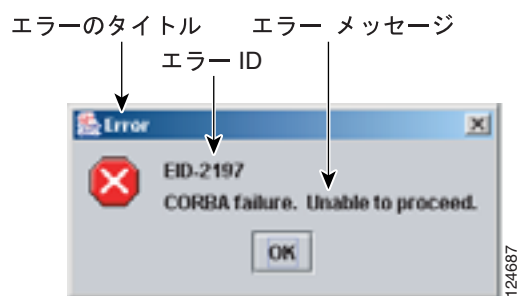 エラーのタイトル エラー メッセージ
エラー ID
Error
EID-2197
CORBA failure. Unable to proceed.
OK
124687